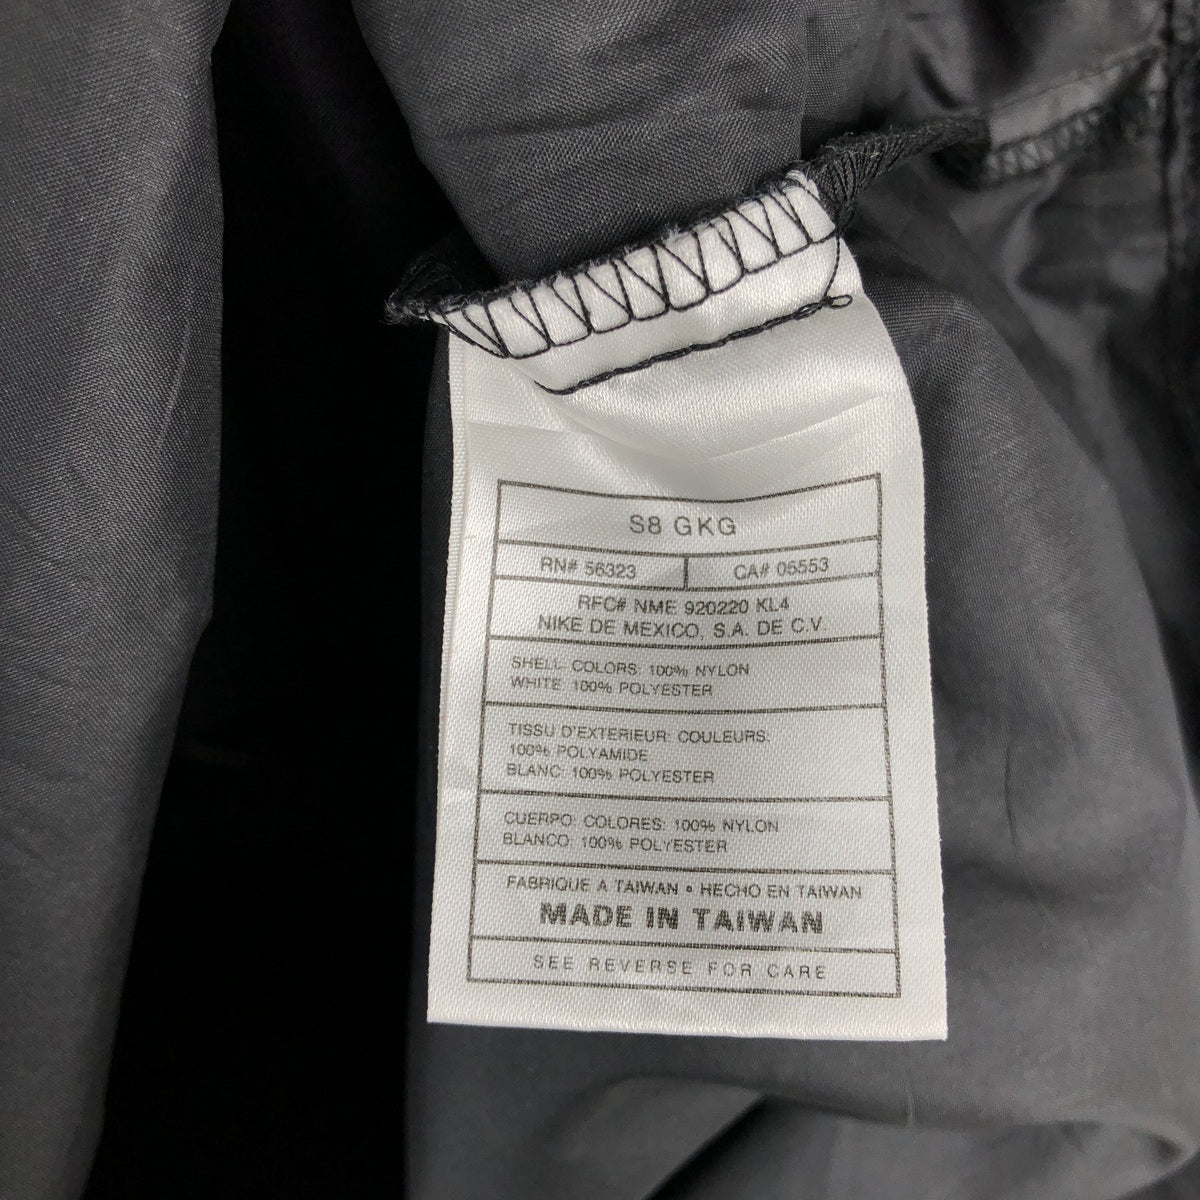 S8 GKG
RN# 56323 CA# 05553
RFC# NME 920220 KL4
NIKE DE MEXICO, S.A. DE C.V.
SHELL: COLORS: 100% NYLON
WHITE: 100% POLYESTER
TISSU D'EXTERIEUR: COULEURS:
100% POLYAMIDE
BLANC: 100% POLYESTER
CUERPO: COLORES: 100% NYLON
BLANCO: 100% POLYESTER
FABRIQUE A TAIWAN • HECHO EN TAIWAN
MADE IN TAIWAN
SEE REVERSE FOR CARE